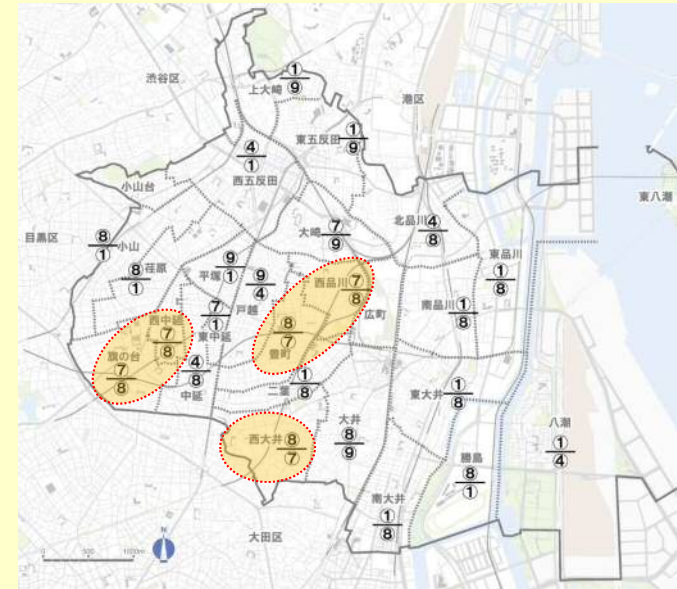 渋谷区
①
⑨
上大崎
港区
東五反田
①
⑨
④
①
西五反田
小山台
東八潮
目黒区
⑧
①
小山
大崎
⑦
⑨
北品川
④
⑧
東品川
①
⑧
荏原
⑧
①
平塚
⑨
①
⑨
④
戸越
西品川
⑦
⑧
広町
南品川
①
⑧
西中延
⑦
⑧
⑦
①
東中延
⑧
⑦
豊町
旗の台
⑦
⑧
④
⑧
中延
二葉
①
⑧
東大井
①
⑧
大井
⑧
⑨
西大井
⑧
⑦
八潮
①
④
勝島
⑧
①
南大井
①
⑧
大田区
N
0 500 1000m